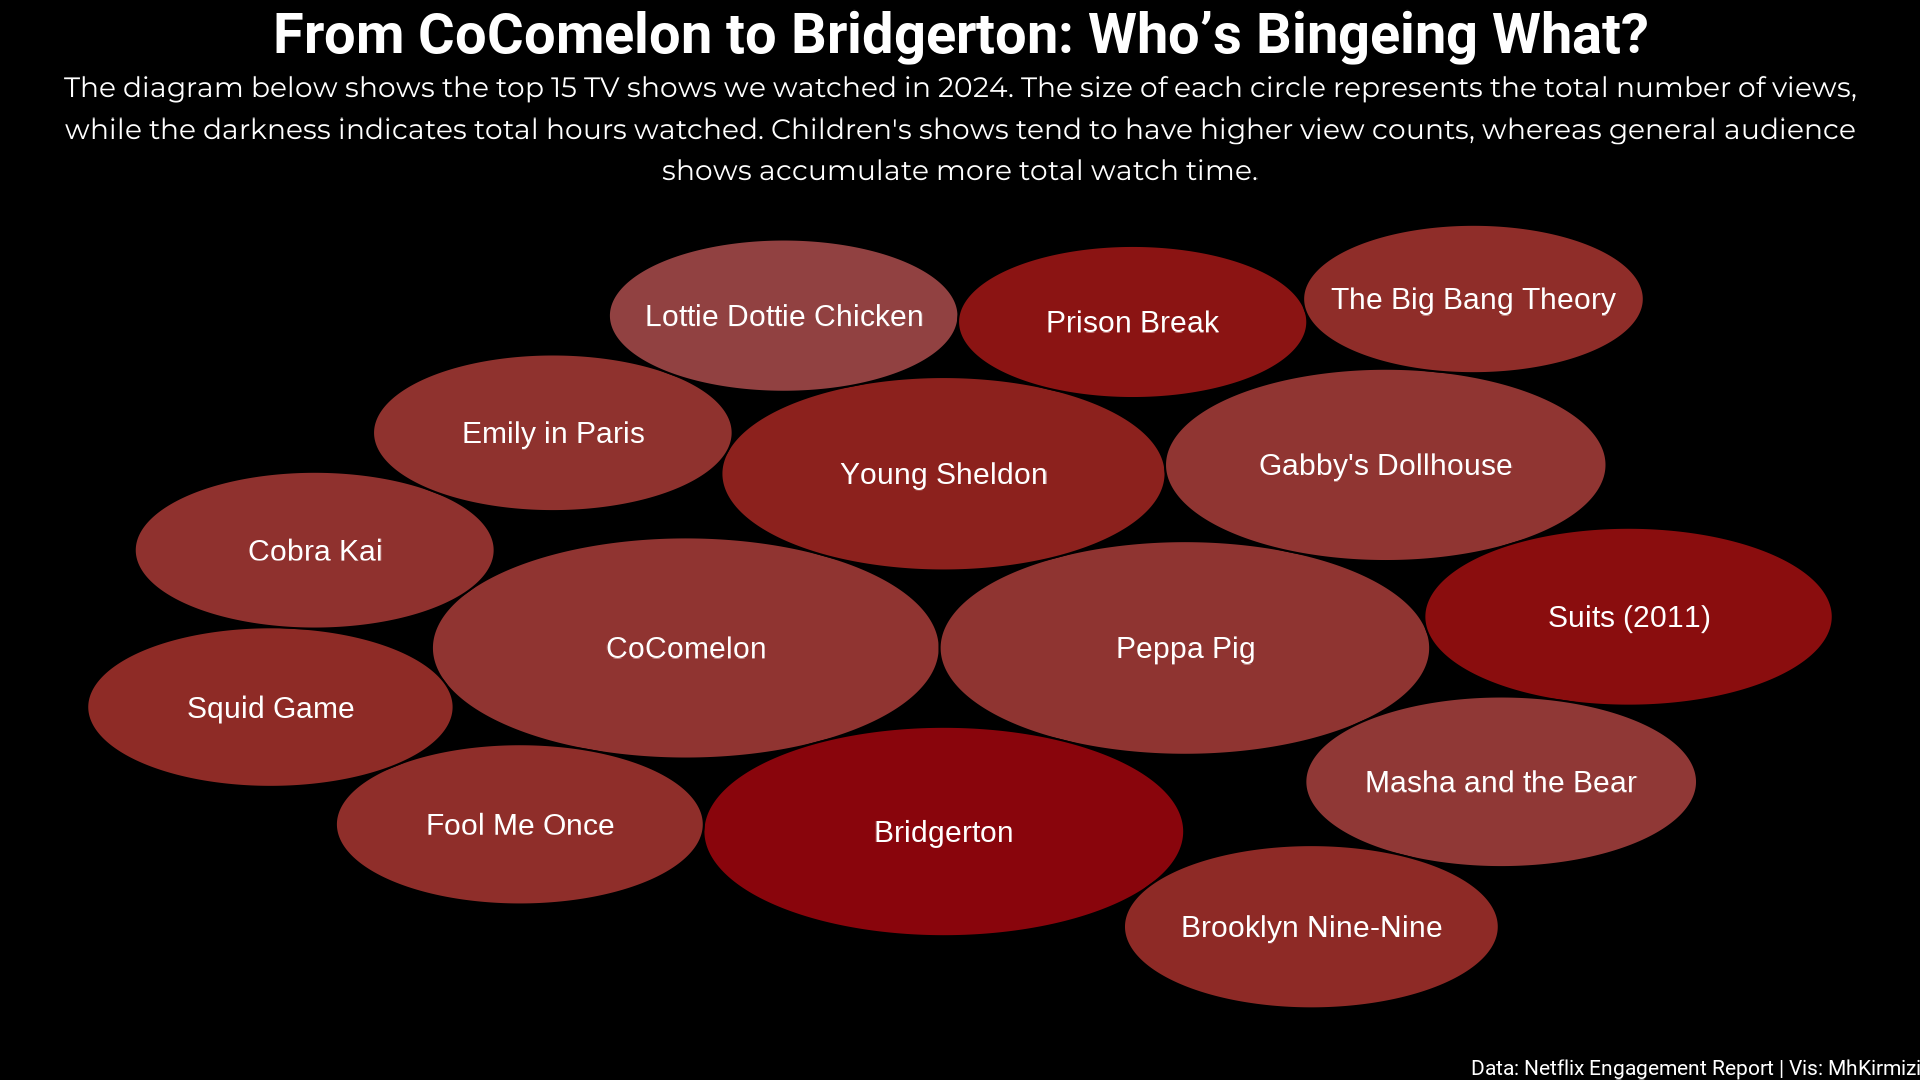 From CoComelon to Bridgerton: Who’s Bingeing What?
The diagram below shows the top 15 TV shows we watched in 2024. The size of each circle represents the total number of views,
while the darkness indicates total hours watched. Children's shows tend to have higher view counts, whereas general audience
shows accumulate more total watch time.
The Big Bang Theory
Lottie Dottie Chicken
Prison Break
Emily in Paris
Gabby's Dollhouse
Young Sheldon
Cobra Kai
Suits (2011)
CoComelon
Peppa Pig
Squid Game
Masha and the Bear
Fool Me Once
Bridgerton
Brooklyn Nine-Nine
Data: Netflix Engagement Report | Vis: MhKirmizi